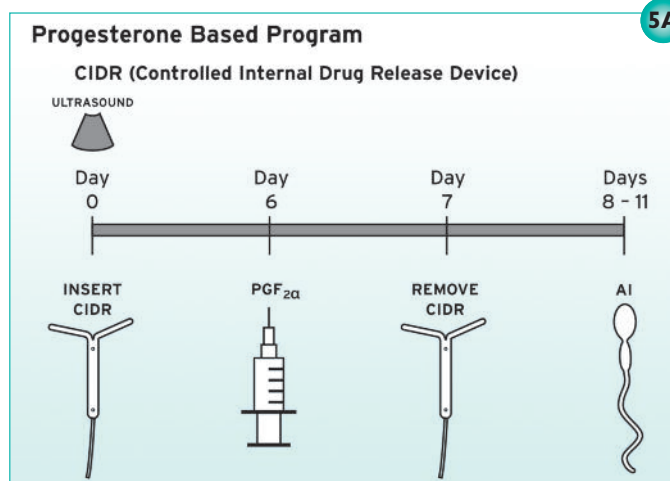 5A
Progesterone Based Program
CIDR (Controlled Internal Drug Release Device)
ULTRASOUND
Day
0
Day
6
Day
7
Days
8 – 11
INSERT
CIDR
PGF2α
REMOVE
CIDR
AI